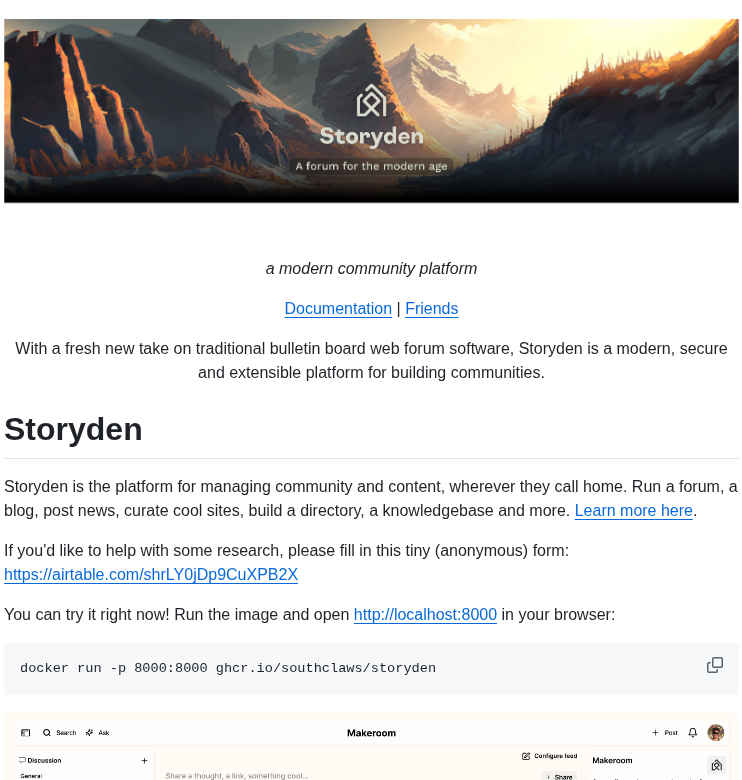 Storyden
A forum for the modern age
a modern community platform
Documentation | Friends
With a fresh new take on traditional bulletin board web forum software, Storyden is a modern, secure
and extensible platform for building communities.
Storyden
Storyden is the platform for managing community and content, wherever they call home. Run a forum, a
blog, post news, curate cool sites, build a directory, a knowledgebase and more. Learn more here.
If you'd like to help with some research, please fill in this tiny (anonymous) form:
https://airtable.com/shrLY0jDp9CuXPB2X
You can try it right now! Run the image and open http://localhost:8000 in your browser:
docker run -p 8000:8000 ghcr.io/southclaws/storyden
Search Ask Makeroom + Post
Discussion + Configure feed Makeroom
General Share a thought, a link, something cool... + Share